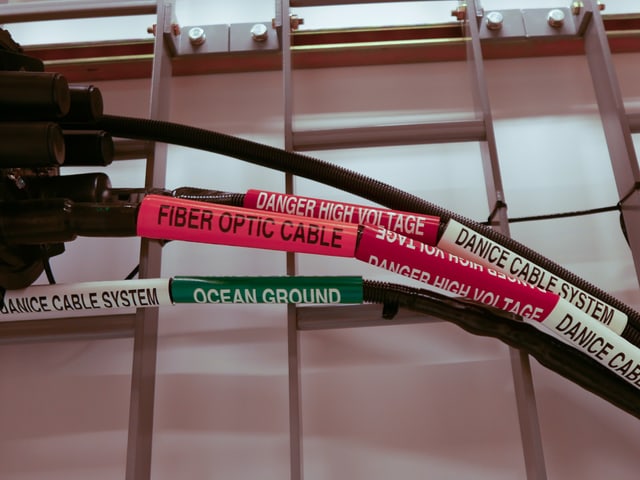 DANGER HIGH VOLTAGE
FIBER OPTIC CABLE
DANGER HIGH VOLTAGE
DANGER HIGH VOLTAGE
DANICE CABLE SYSTEM
DANICE CAB
DANICE CABLE SYSTEM
OCEAN GROUND